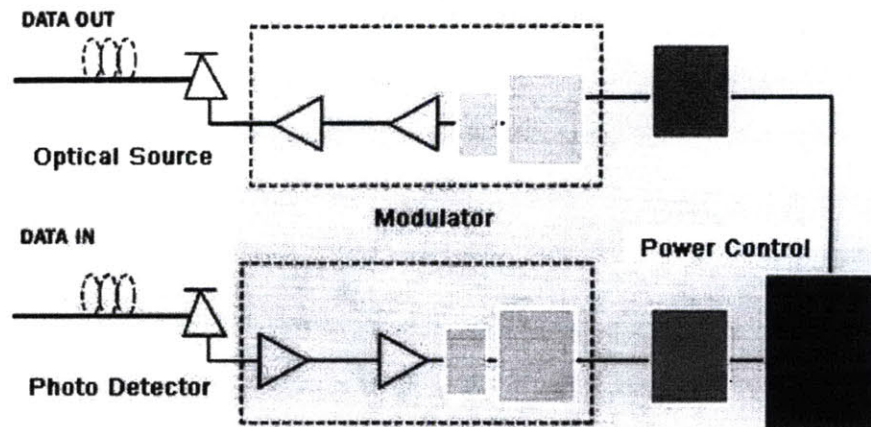 DATA OUT
Optical Source
Modulator
DATA IN
Power Control
Photo Detector